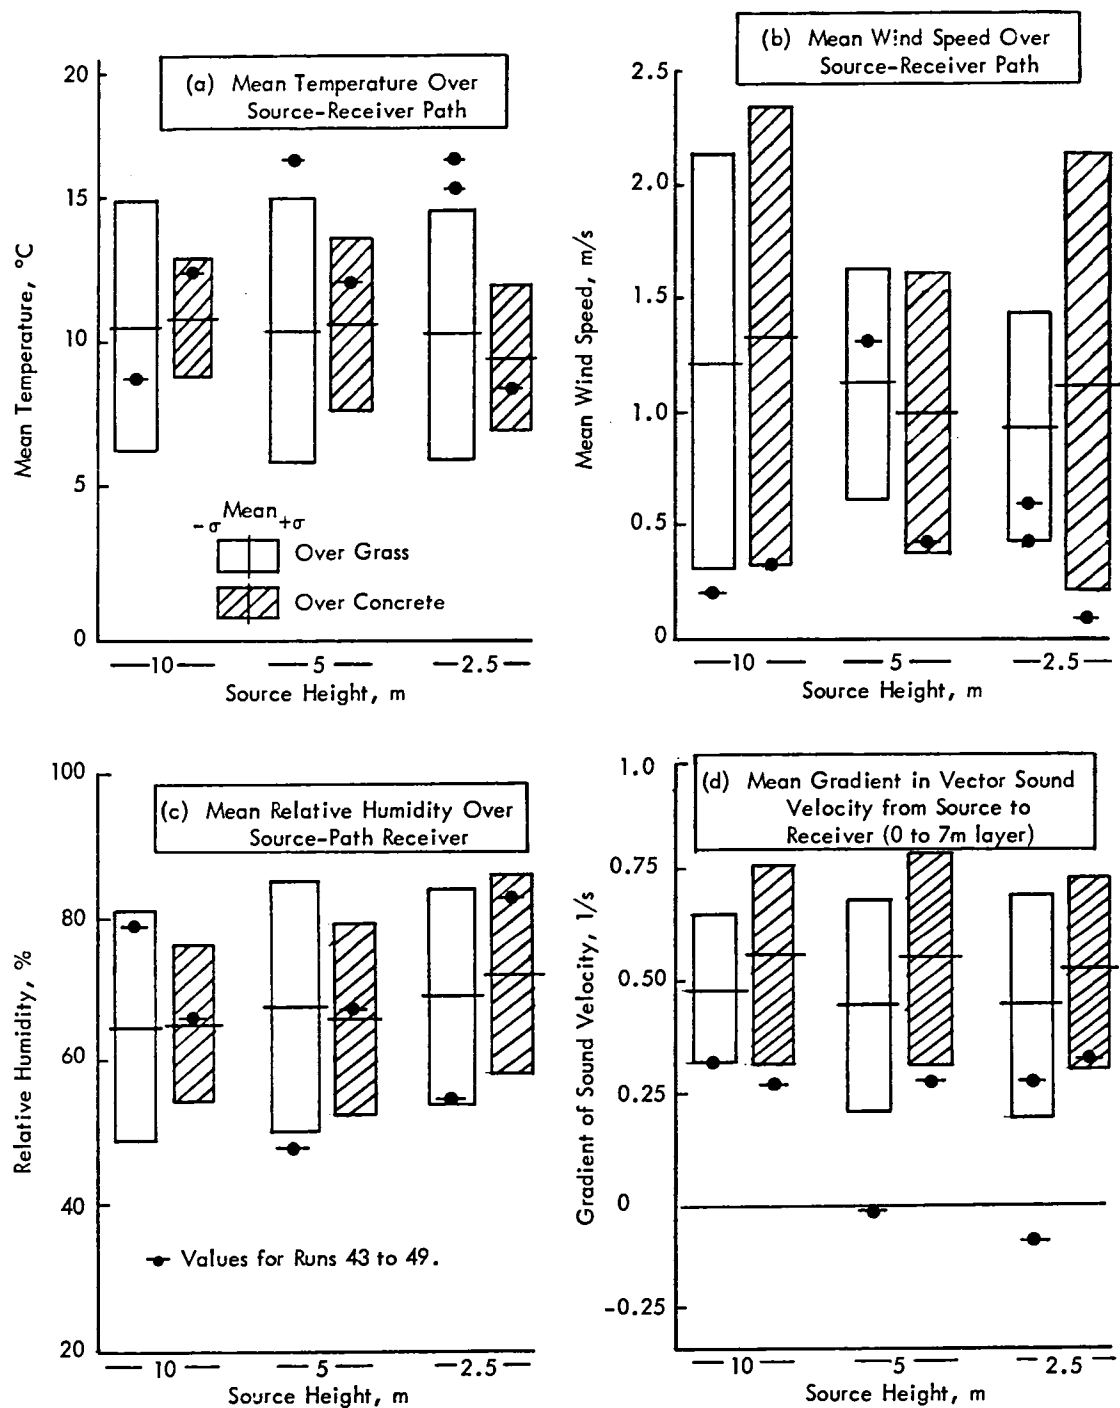 (a) Mean Temperature Over
Source-Receiver Path
20
15
10
5
0
Mean Temperature, °C
-σ Mean +σ
Over Grass
Over Concrete
10 5 2.5
Source Height, m
(b) Mean Wind Speed Over
Source-Receiver Path
2.5
2.0
1.5
1.0
0.5
0
Mean Wind Speed, m/s
10 5 2.5
Source Height, m
(c) Mean Relative Humidity Over
Source-Path Receiver
100
80
60
40
20
Relative Humidity, %
Values for Runs 43 to 49.
10 5 2.5
Source Height, m
(d) Mean Gradient in Vector Sound
Velocity from Source to
Receiver (0 to 7m layer)
1.0
0.75
0.50
0.25
0
-0.25
Gradient of Sound Velocity, 1/s
10 5 2.5
Source Height, m